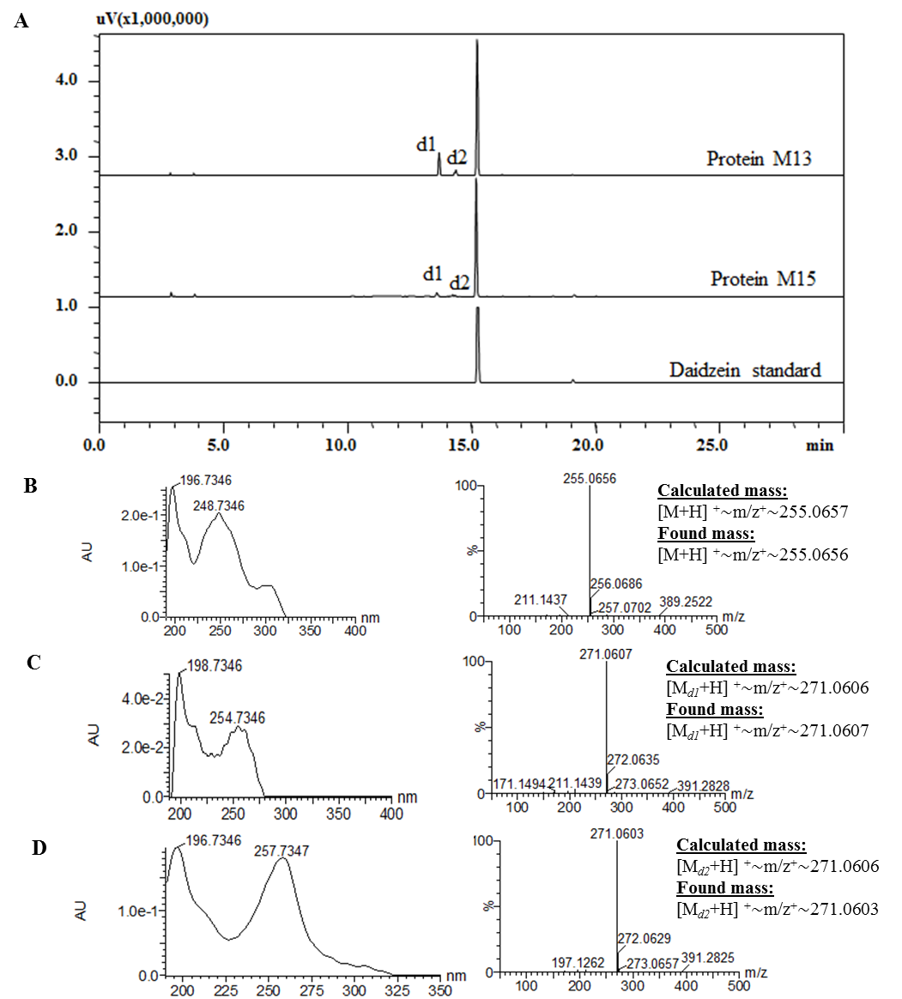 A
uV(x1,000,000)
4.0
3.0
2.0
1.0
0.0
d1
d2
Protein M13
d1
d2
Protein M15
Daidzein standard
0.0 5.0 10.0 15.0 20.0 25.0 min
B
196.7346
248.7346
2.0e-1
1.0e-1
0.0
AU
200 250 300 350 400 nm
100
%
0
255.0656
256.0686
211.1437
257.0702
389.2522
100 200 300 400 500 m/z
Calculated mass:
[M+H] +~m/z+~255.0657
Found mass:
[M+H] +~m/z+~255.0656
C
198.7346
254.7346
4.0e-2
2.0e-2
0.0
AU
200 250 300 350 400 nm
100
%
0
271.0607
272.0635
171.1494 211.1439
273.0652
391.2828
100 200 300 400 500 m/z
Calculated mass:
[Md1+H] +~m/z+~271.0606
Found mass:
[Md1+H] +~m/z+~271.0607
D
196.7346
257.7347
1.0e-1
0.0
AU
200 225 250 275 300 325 350 nm
100
%
0
271.0603
272.0629
197.1262
273.0657
391.2825
100 200 300 400 500 m/z
Calculated mass:
[Md2+H] +~m/z+~271.0606
Found mass:
[Md2+H] +~m/z+~271.0603